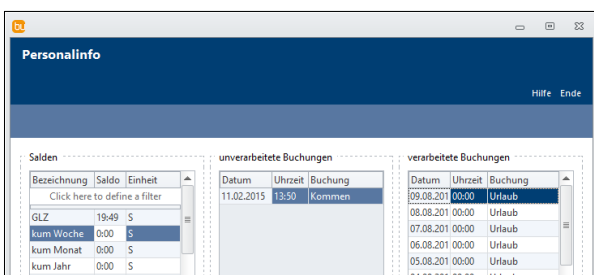 bu
Personalinfo
Hilfe Ende
Salden
Bezeichnung Saldo Einheit
Click here to define a filter
GLZ 19:49 S
kum Woche 0:00 S
kum Monat 0:00 S
kum Jahr 0:00 S
unverarbeitete Buchungen
Datum Uhrzeit Buchung
11.02.2015 13:50 Kommen
verarbeitete Buchungen
Datum Uhrzeit Buchung
09.08.201 00:00 Urlaub
08.08.201 00:00 Urlaub
07.08.201 00:00 Urlaub
06.08.201 00:00 Urlaub
05.08.201 00:00 Urlaub